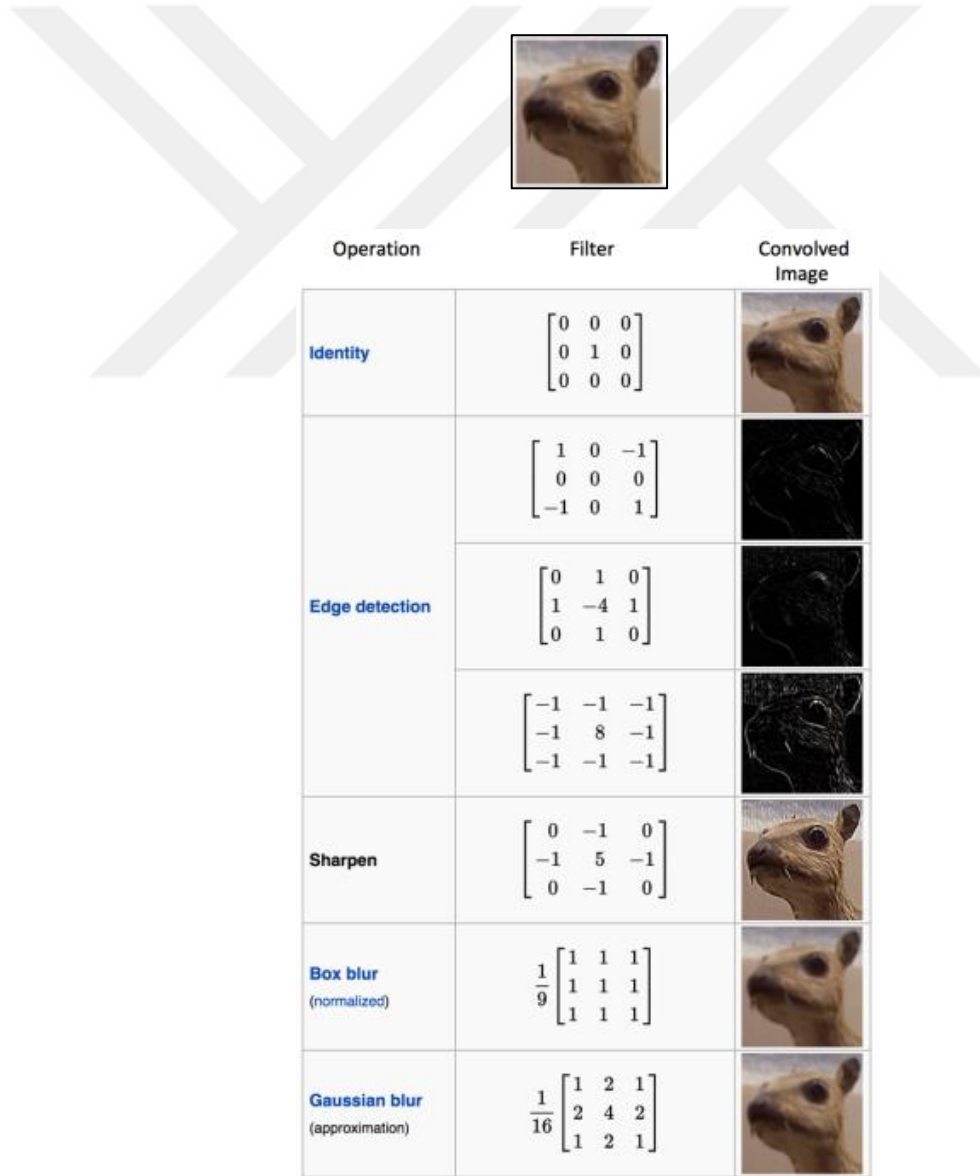 Operation Filter Convolved
Image
Identity
0 0 0
0 1 0
0 0 0
Edge detection
1 0 −1
0 0 0
−1 0 1
0 1 0
1 −4 1
0 1 0
−1 −1 −1
−1 8 −1
−1 −1 −1
Sharpen
0 −1 0
−1 5 −1
0 −1 0
Box blur
(normalized)
1/9
1 1 1
1 1 1
1 1 1
Gaussian blur
(approximation)
1/16
1 2 1
2 4 2
1 2 1